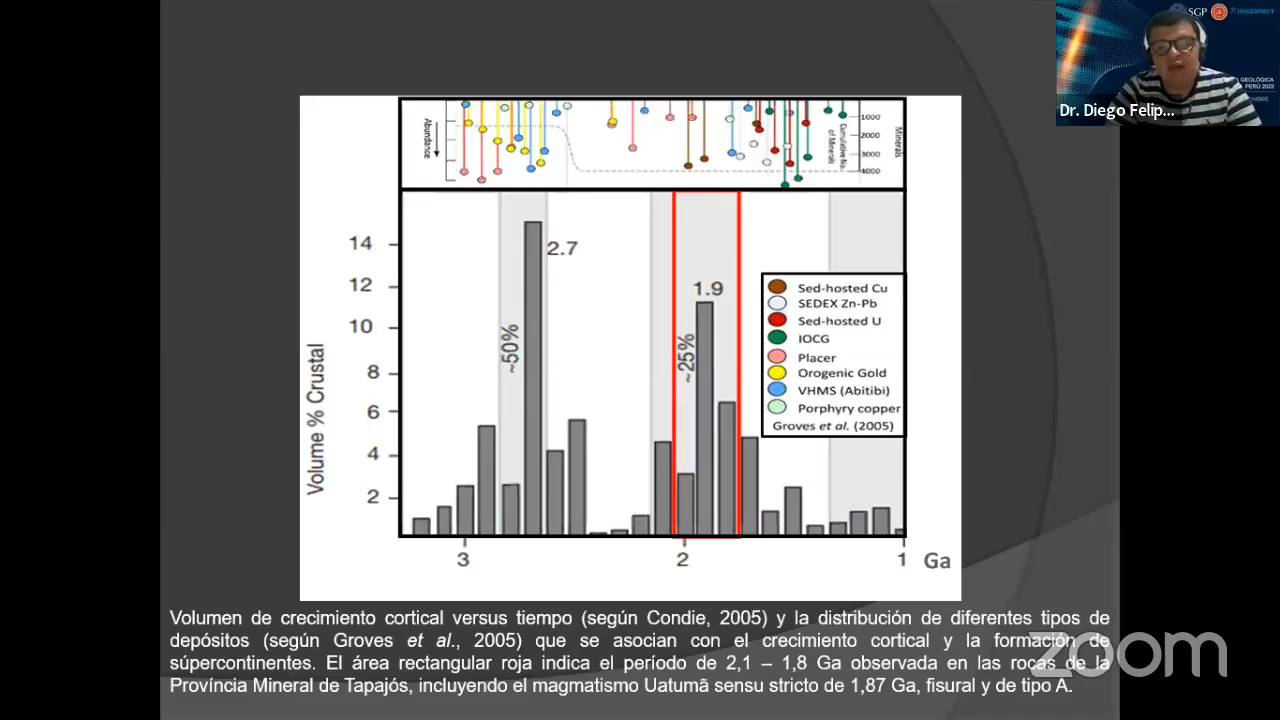 SGP
INGEMMET
GEOLÓGICA
PERÚ 2022
Dr. Diego Felip...
Abundance
1000
2000
3000
4000
Cumulative No.
of Minerals
Minerals
14
12
10
8
6
4
2
Volume % Crustal
2.7
~50%
1.9
~25%
Sed-hosted Cu
SEDEX Zn-Pb
Sed-hosted U
IOCG
Placer
Orogenic Gold
VHMS (Abitibi)
Porphyry copper
Groves et al. (2005)
3
2
1
Ga
Volumen de crecimiento cortical versus tiempo (según Condie, 2005) y la distribución de diferentes tipos de
depósitos (según Groves et al., 2005) que se asocian con el crecimiento cortical y la formación de
súpercontinentes. El área rectangular roja indica el período de 2,1 – 1,8 Ga observada en las rocas de la
Província Mineral de Tapajós, incluyendo el magmatismo Uatumã sensu stricto de 1,87 Ga, fisural y de tipo A.
zoom